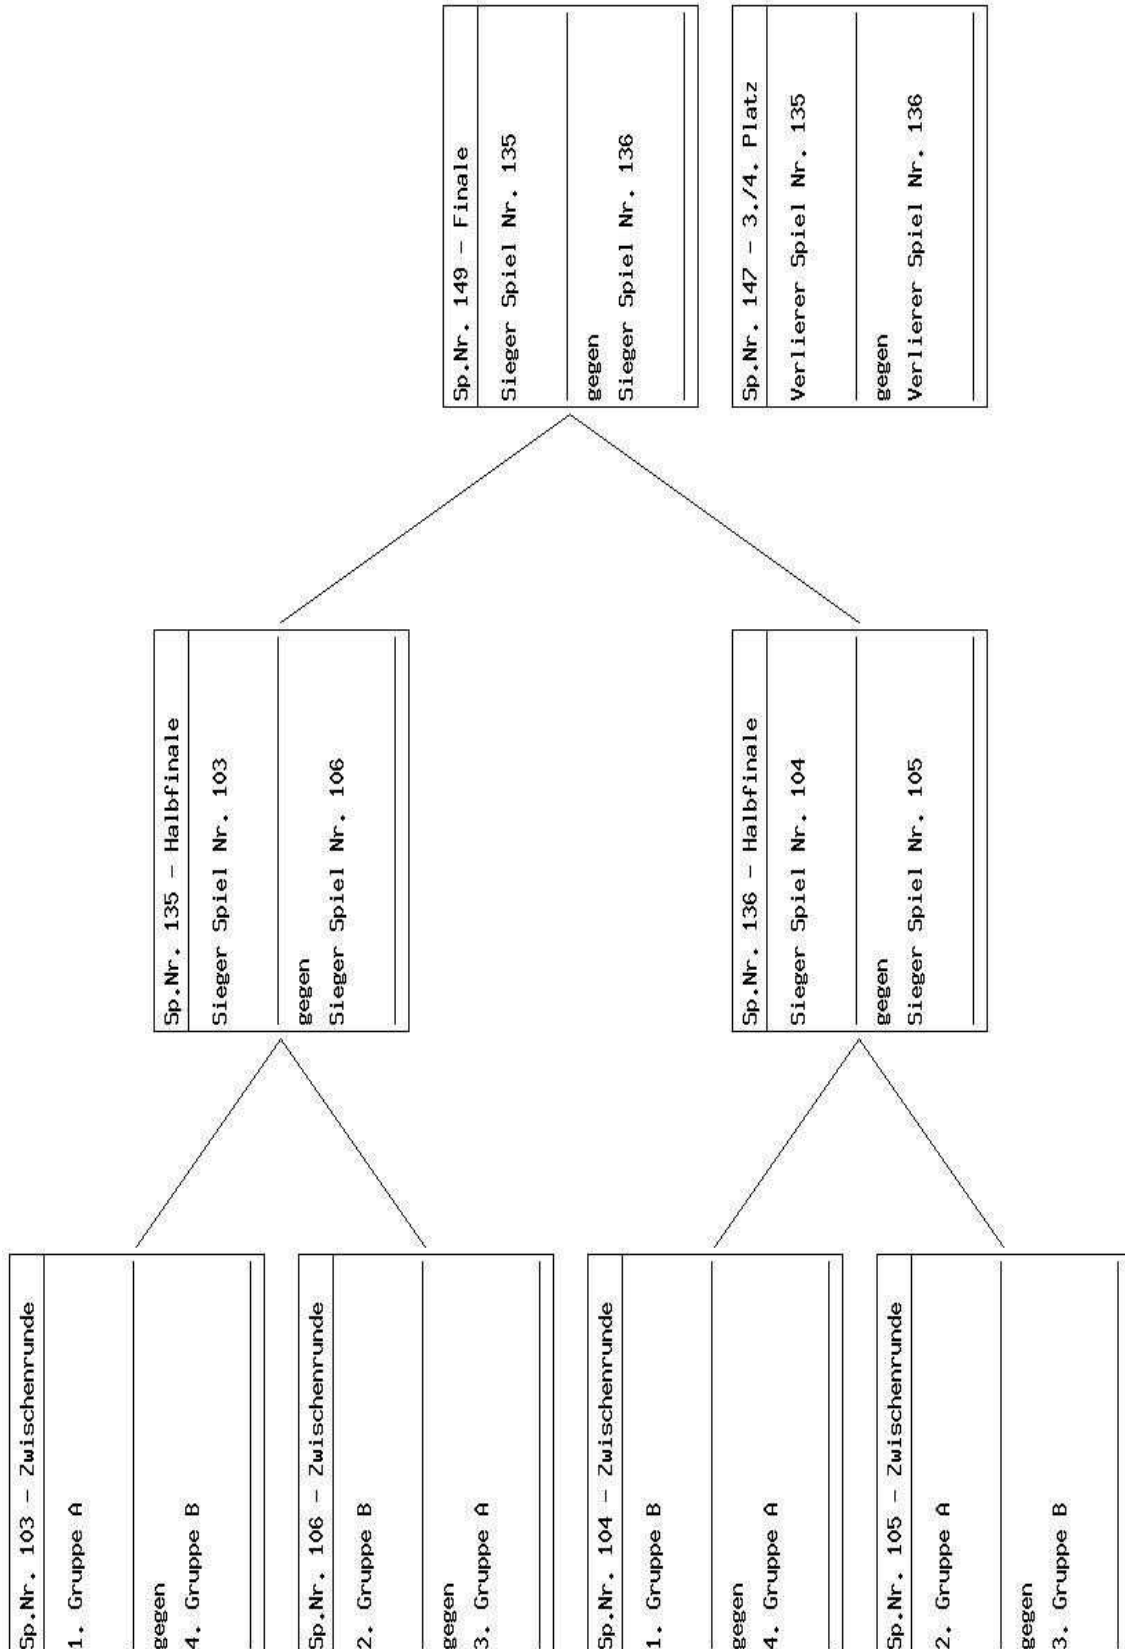 Sp.Nr. 103 - Zwischenrunde
1. Gruppe A
gegen
4. Gruppe B
Sp.Nr. 106 - Zwischenrunde
2. Gruppe B
gegen
3. Gruppe A
Sp.Nr. 104 - Zwischenrunde
1. Gruppe B
gegen
4. Gruppe A
Sp.Nr. 105 - Zwischenrunde
2. Gruppe A
gegen
3. Gruppe B
Sp.Nr. 135 - Halbfinale
Sieger Spiel Nr. 103
gegen
Sieger Spiel Nr. 106
Sp.Nr. 136 - Halbfinale
Sieger Spiel Nr. 104
gegen
Sieger Spiel Nr. 105
Sp.Nr. 149 - Finale
Sieger Spiel Nr. 135
gegen
Sieger Spiel Nr. 136
Sp.Nr. 147 - 3./4. Platz
Verlierer Spiel Nr. 135
gegen
Verlierer Spiel Nr. 136